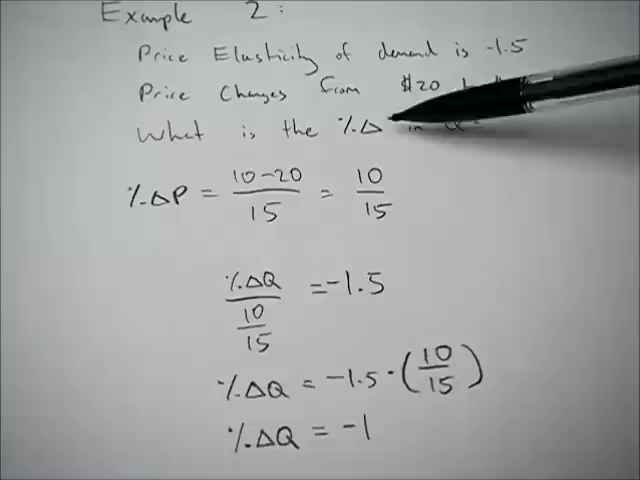 Example 2:
Price Elasticity of demand is -1.5
Price Changes from $20
What is the %Δ in
%ΔP = 10-20/15 = 10/15
%ΔQ/(10/15) = -1.5
%ΔQ = -1.5 · (10/15)
%ΔQ = -1